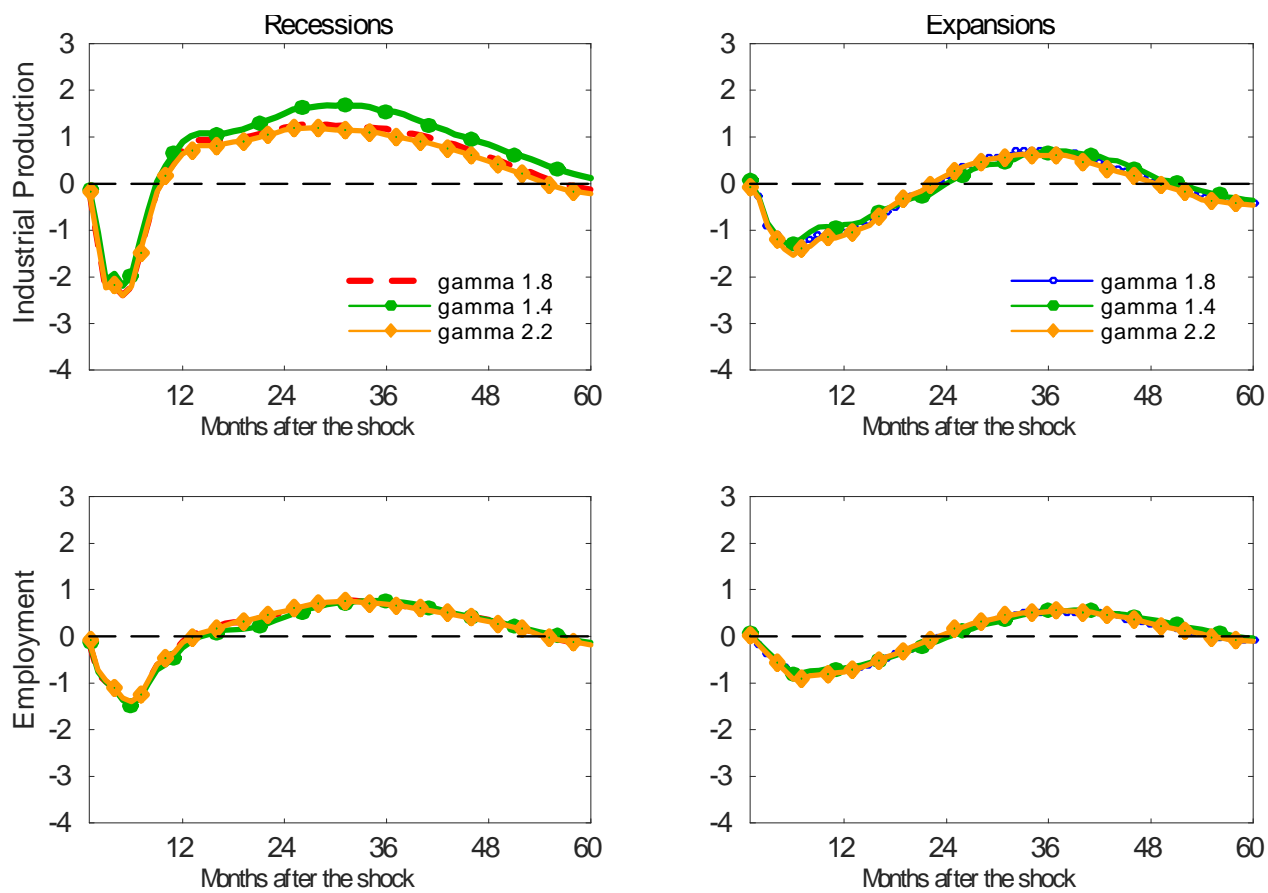 Recessions
Industrial Production
3
2
1
0
-1
-2
-3
-4
gamma 1.8
gamma 1.4
gamma 2.2
12 24 36 48 60
Months after the shock
Expansions
3
2
1
0
-1
-2
-3
-4
gamma 1.8
gamma 1.4
gamma 2.2
12 24 36 48 60
Months after the shock
Employment
3
2
1
0
-1
-2
-3
-4
12 24 36 48 60
Months after the shock
3
2
1
0
-1
-2
-3
-4
12 24 36 48 60
Months after the shock